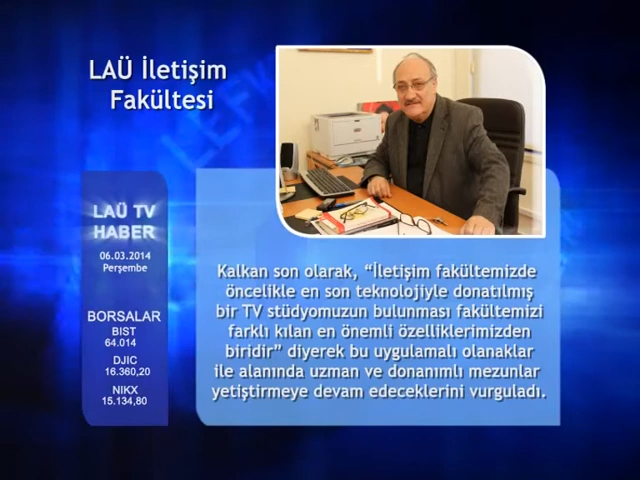 LAÜ İletişim
Fakültesi
LAÜ TV
HABER
06.03.2014
Perşembe
BORSALAR
BIST
64.014
DJIC
16.360,20
NIKX
15.134,80
Kalkan son olarak, “İletişim fakültemizde
öncelikle en son teknolojiyle donatılmış
bir TV stüdyomuzun bulunması fakültemizi
farklı kılan en önemli özelliklerimizden
biridir” diyerek bu uygulamalı olanaklar
ile alanında uzman ve donanımlı mezunlar
yetiştirmeye devam edeceklerini vurguladı.